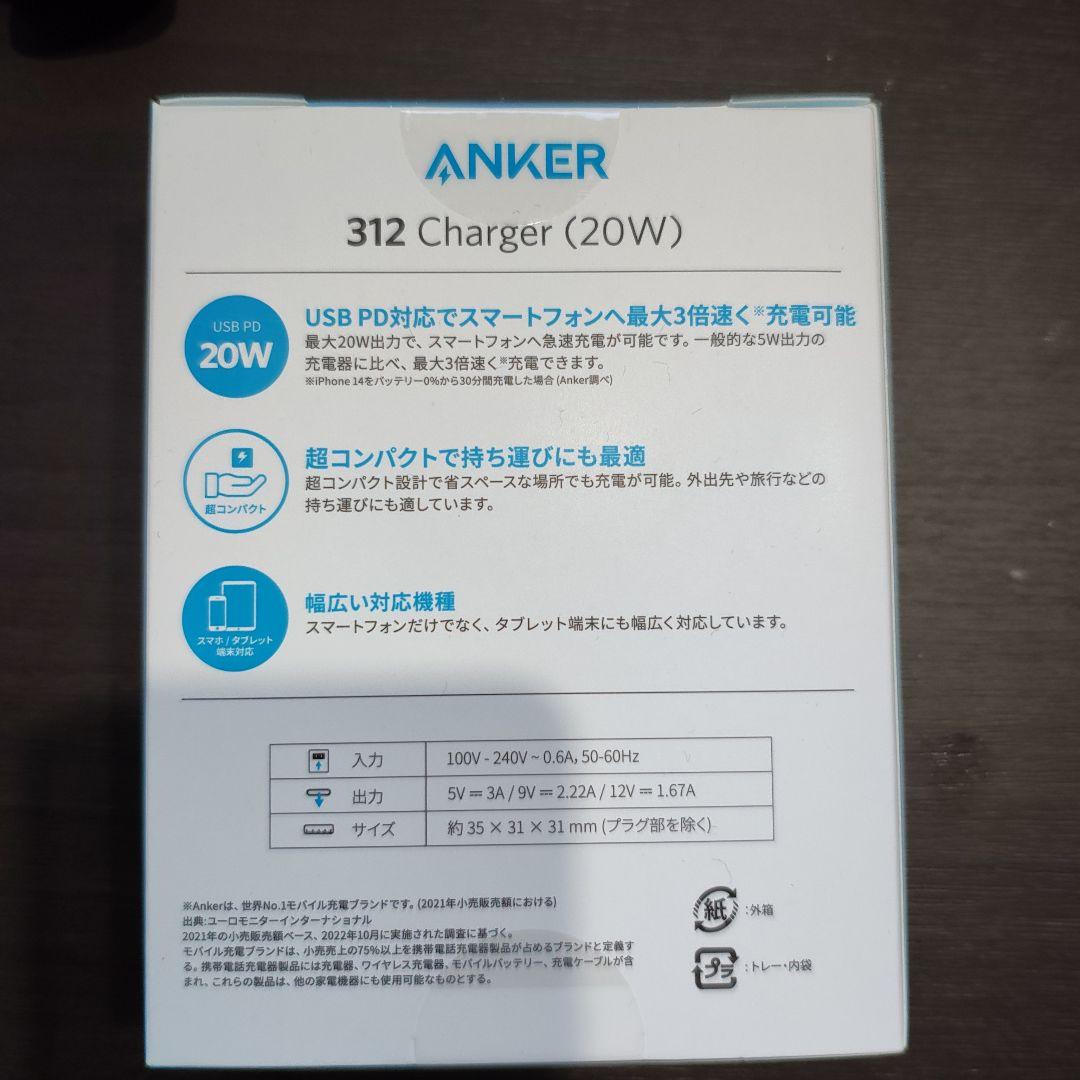 ANKER
312 Charger (20W)
USB PD
20W
USB PD対応でスマートフォンへ最大3倍速く※充電可能
最大20W出力で、スマートフォンへ急速充電が可能です。一般的な5W出力の
充電器に比べ、最大3倍速く※充電できます。
※iPhone 14をバッテリー0%から30分間充電した場合 (Anker調べ)
超コンパクト
超コンパクトで持ち運びにも最適
超コンパクト設計で省スペースな場所でも充電が可能。外出先や旅行などの
持ち運びにも適しています。
スマホ / タブレット
端末対応
幅広い対応機種
スマートフォンだけでなく、タブレット端末にも幅広く対応しています。
入力 100V - 240V ~ 0.6A, 50-60Hz
出力 5V ⎓ 3A / 9V ⎓ 2.22A / 12V ⎓ 1.67A
サイズ 約 35 × 31 × 31 mm (プラグ部を除く)
※Ankerは、世界No.1モバイル充電ブランドです。(2021年小売販売額における)
出典:ユーロモニターインターナショナル
2021年の小売販売額ベース、2022年10月に実施された調査に基づく。
モバイル充電ブランドは、小売売上の75%以上を携帯電話充電器製品が占めるブランドと定義す
る。携帯電話充電器製品には充電器、ワイヤレス充電器、モバイルバッテリー、充電ケーブルが含
まれ、これらの製品は、他の家電機器にも使用可能なものとする。
紙 :外箱
プラ :トレー・内袋